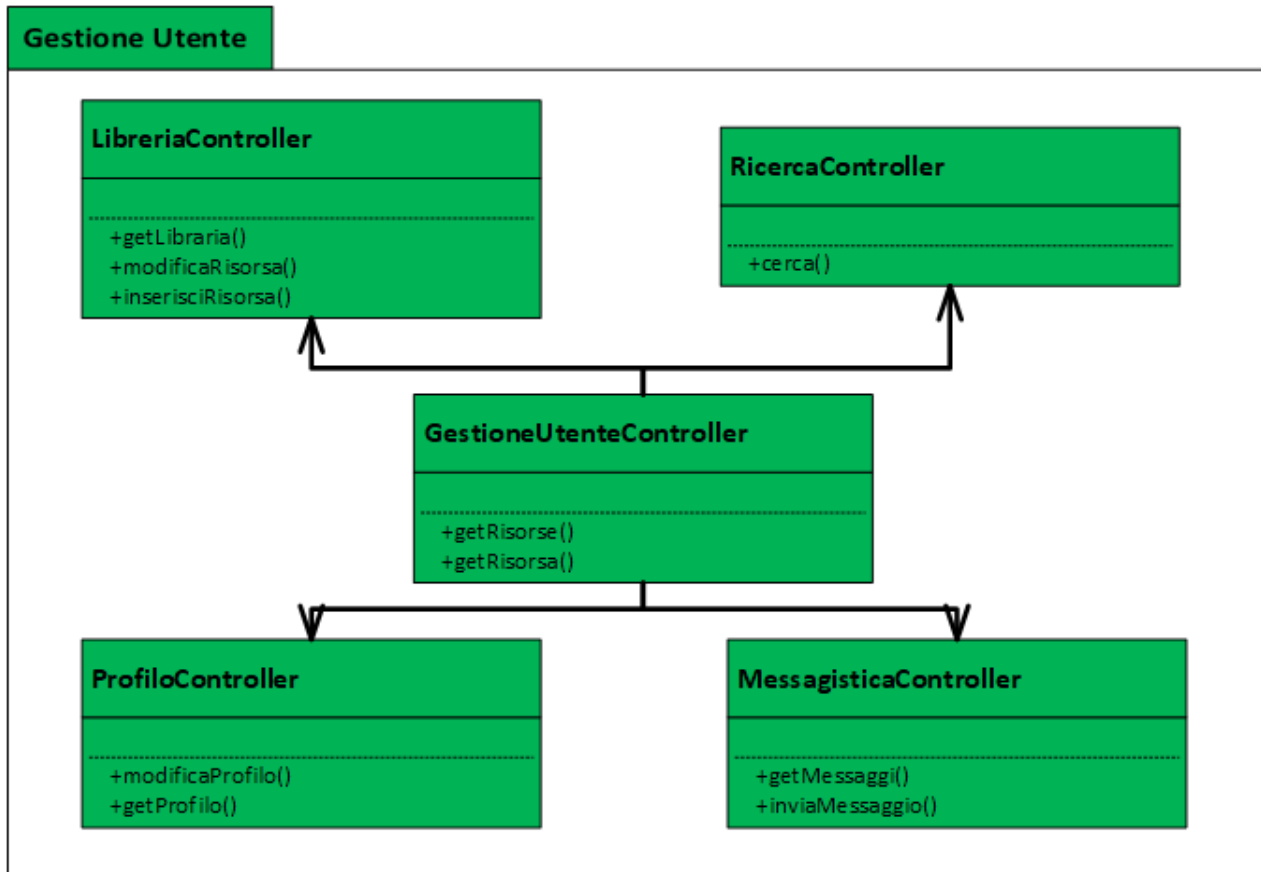 Gestione Utente
LibreriaController
+getLibraria()
+modificaRisorsa()
+inserisciRisorsa()
RicercaController
+cerca()
GestioneUtenteController
+getRisorse()
+getRisorsa()
ProfiloController
+modificaProfilo()
+getProfilo()
MessagisticaController
+getMessaggi()
+inviaMessaggio()